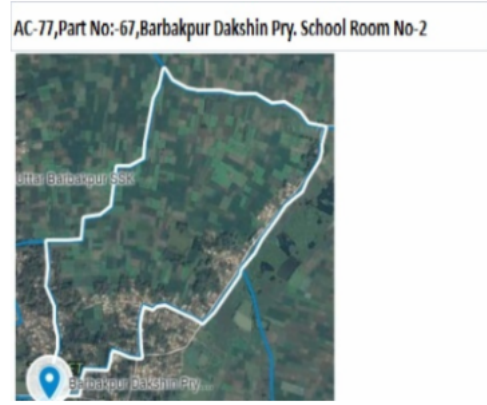 AC-77,Part No:-67,Barbakpur Dakshin Pry. School Room No-2
Uttar Barbakpur SSK
Barbakpur Dakshin Pry ...